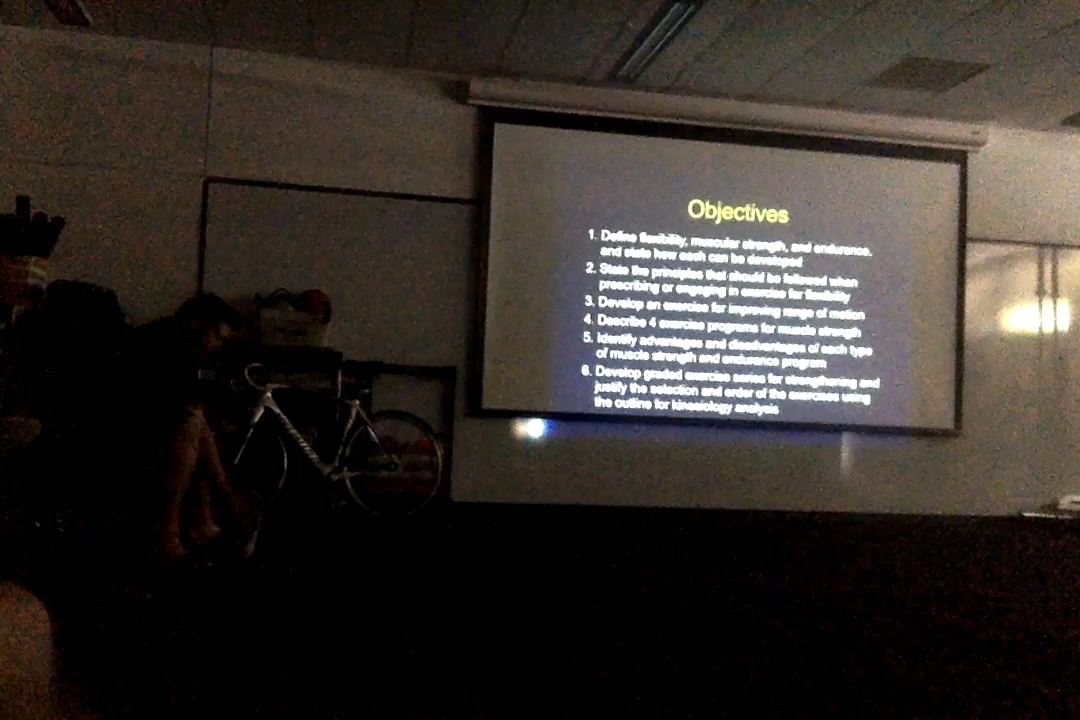 Objectives
1. Define flexibility, muscular strength, and endurance,
and state how each can be developed
2. State the principles that should be followed when
prescribing or engaging in exercise for flexibility
3. Develop an exercise for improving range of motion
4. Describe 4 exercise programs for muscle strength
5. Identify advantages and disadvantages of each type
of muscle strength and endurance program
6. Develop graded exercise series for strengthening and
justify the selection and order of the exercises using
the outline for kinesiology analysis